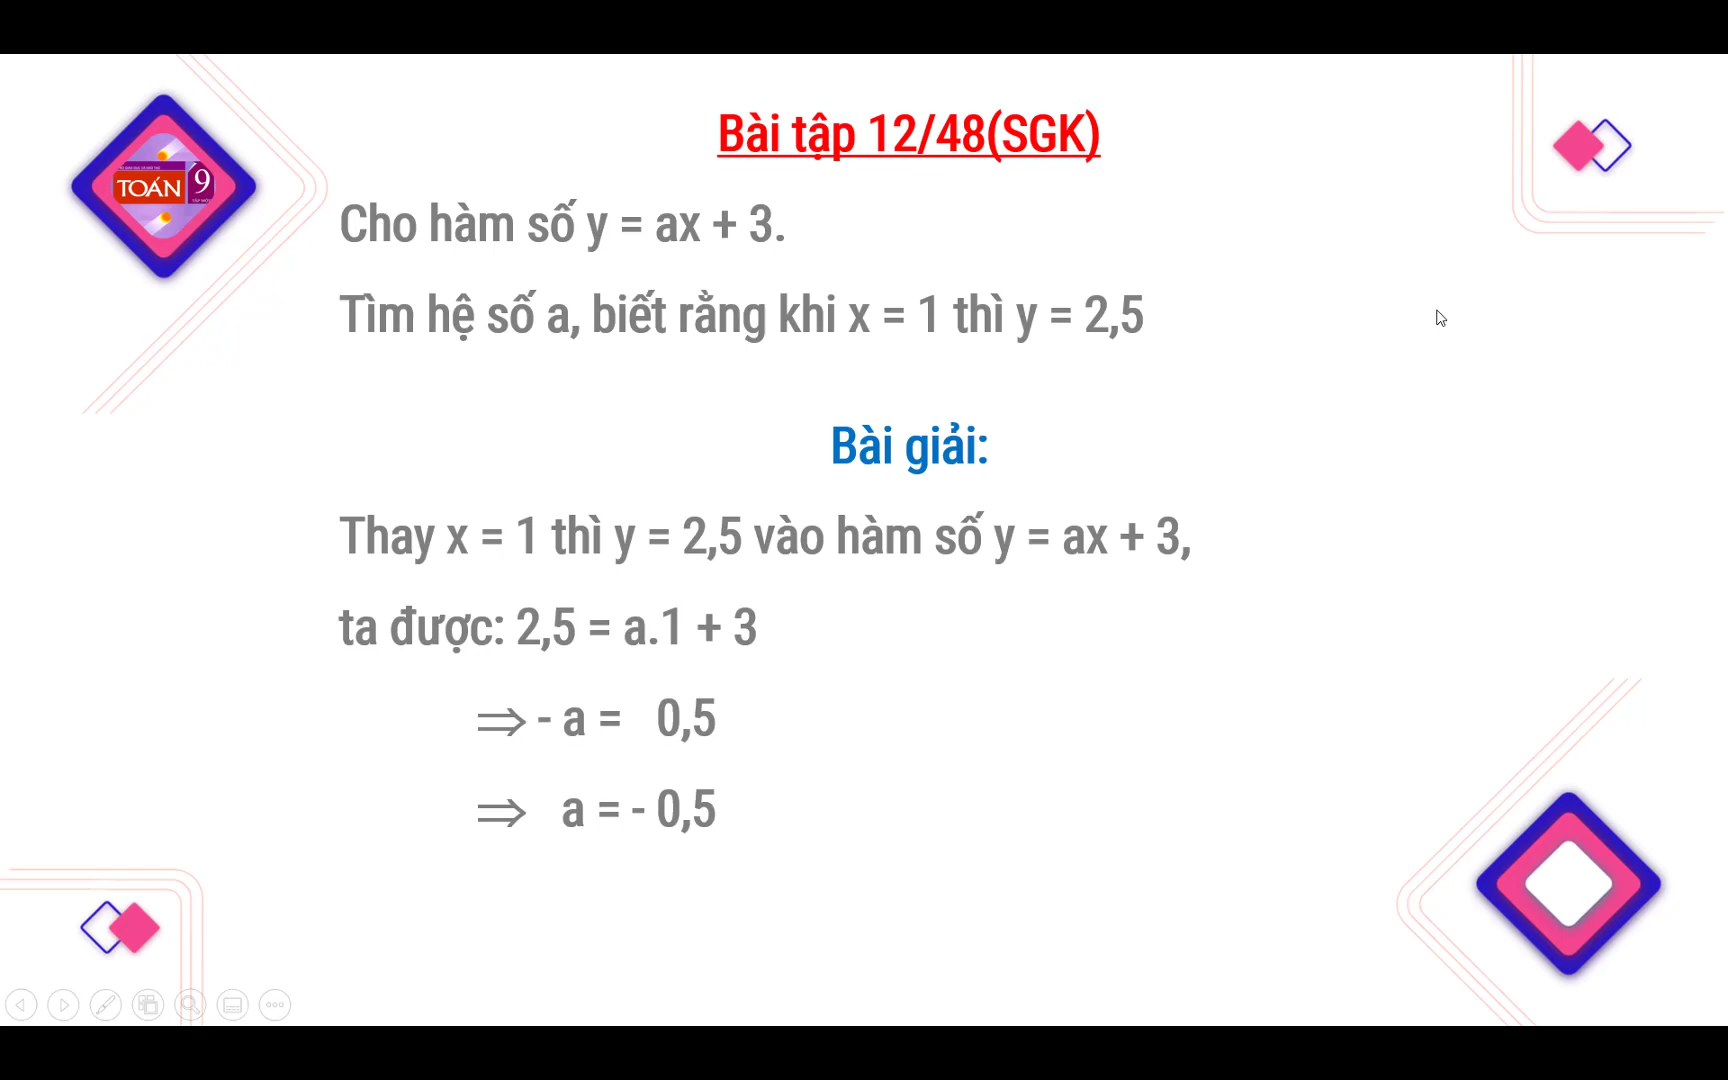 TOÁN 9
Bài tập 12/48(SGK)
Cho hàm số y = ax + 3.
Tìm hệ số a, biết rằng khi x = 1 thì y = 2,5
Bài giải:
Thay x = 1 thì y = 2,5 vào hàm số y = ax + 3,
ta được: 2,5 = a.1 + 3
⇒ - a = 0,5
⇒ a = - 0,5